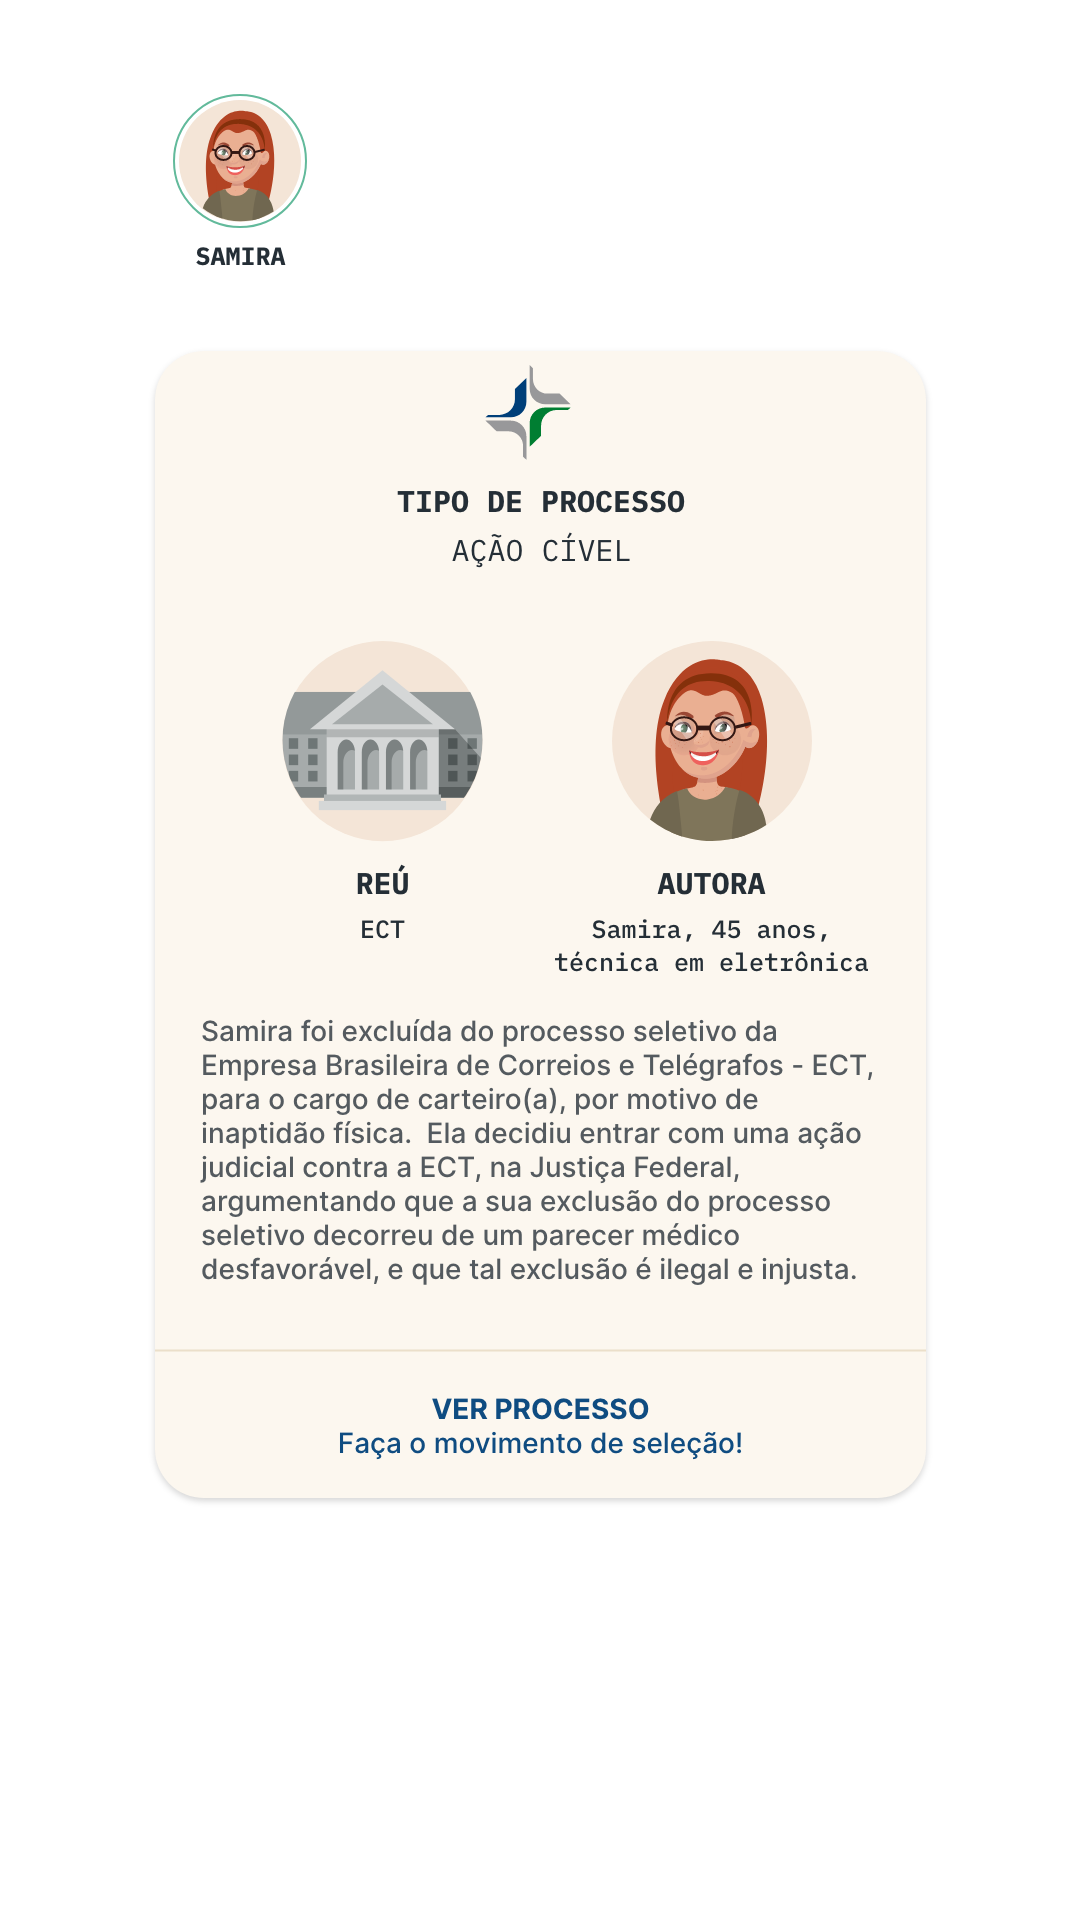 SAMIRA
TIPO DE PROCESSO
AÇÃO CÍVEL
REÚ
ECT
AUTORA
Samira, 45 anos,
técnica em eletrônica
Samira foi excluída do processo seletivo da
Empresa Brasileira de Correios e Telégrafos - ECT,
para o cargo de carteiro(a), por motivo de
inaptidão física.  Ela decidiu entrar com uma ação
judicial contra a ECT, na Justiça Federal,
argumentando que a sua exclusão do processo
seletivo decorreu de um parecer médico
desfavorável, e que tal exclusão é ilegal e injusta.
VER PROCESSO
Faça o movimento de seleção!